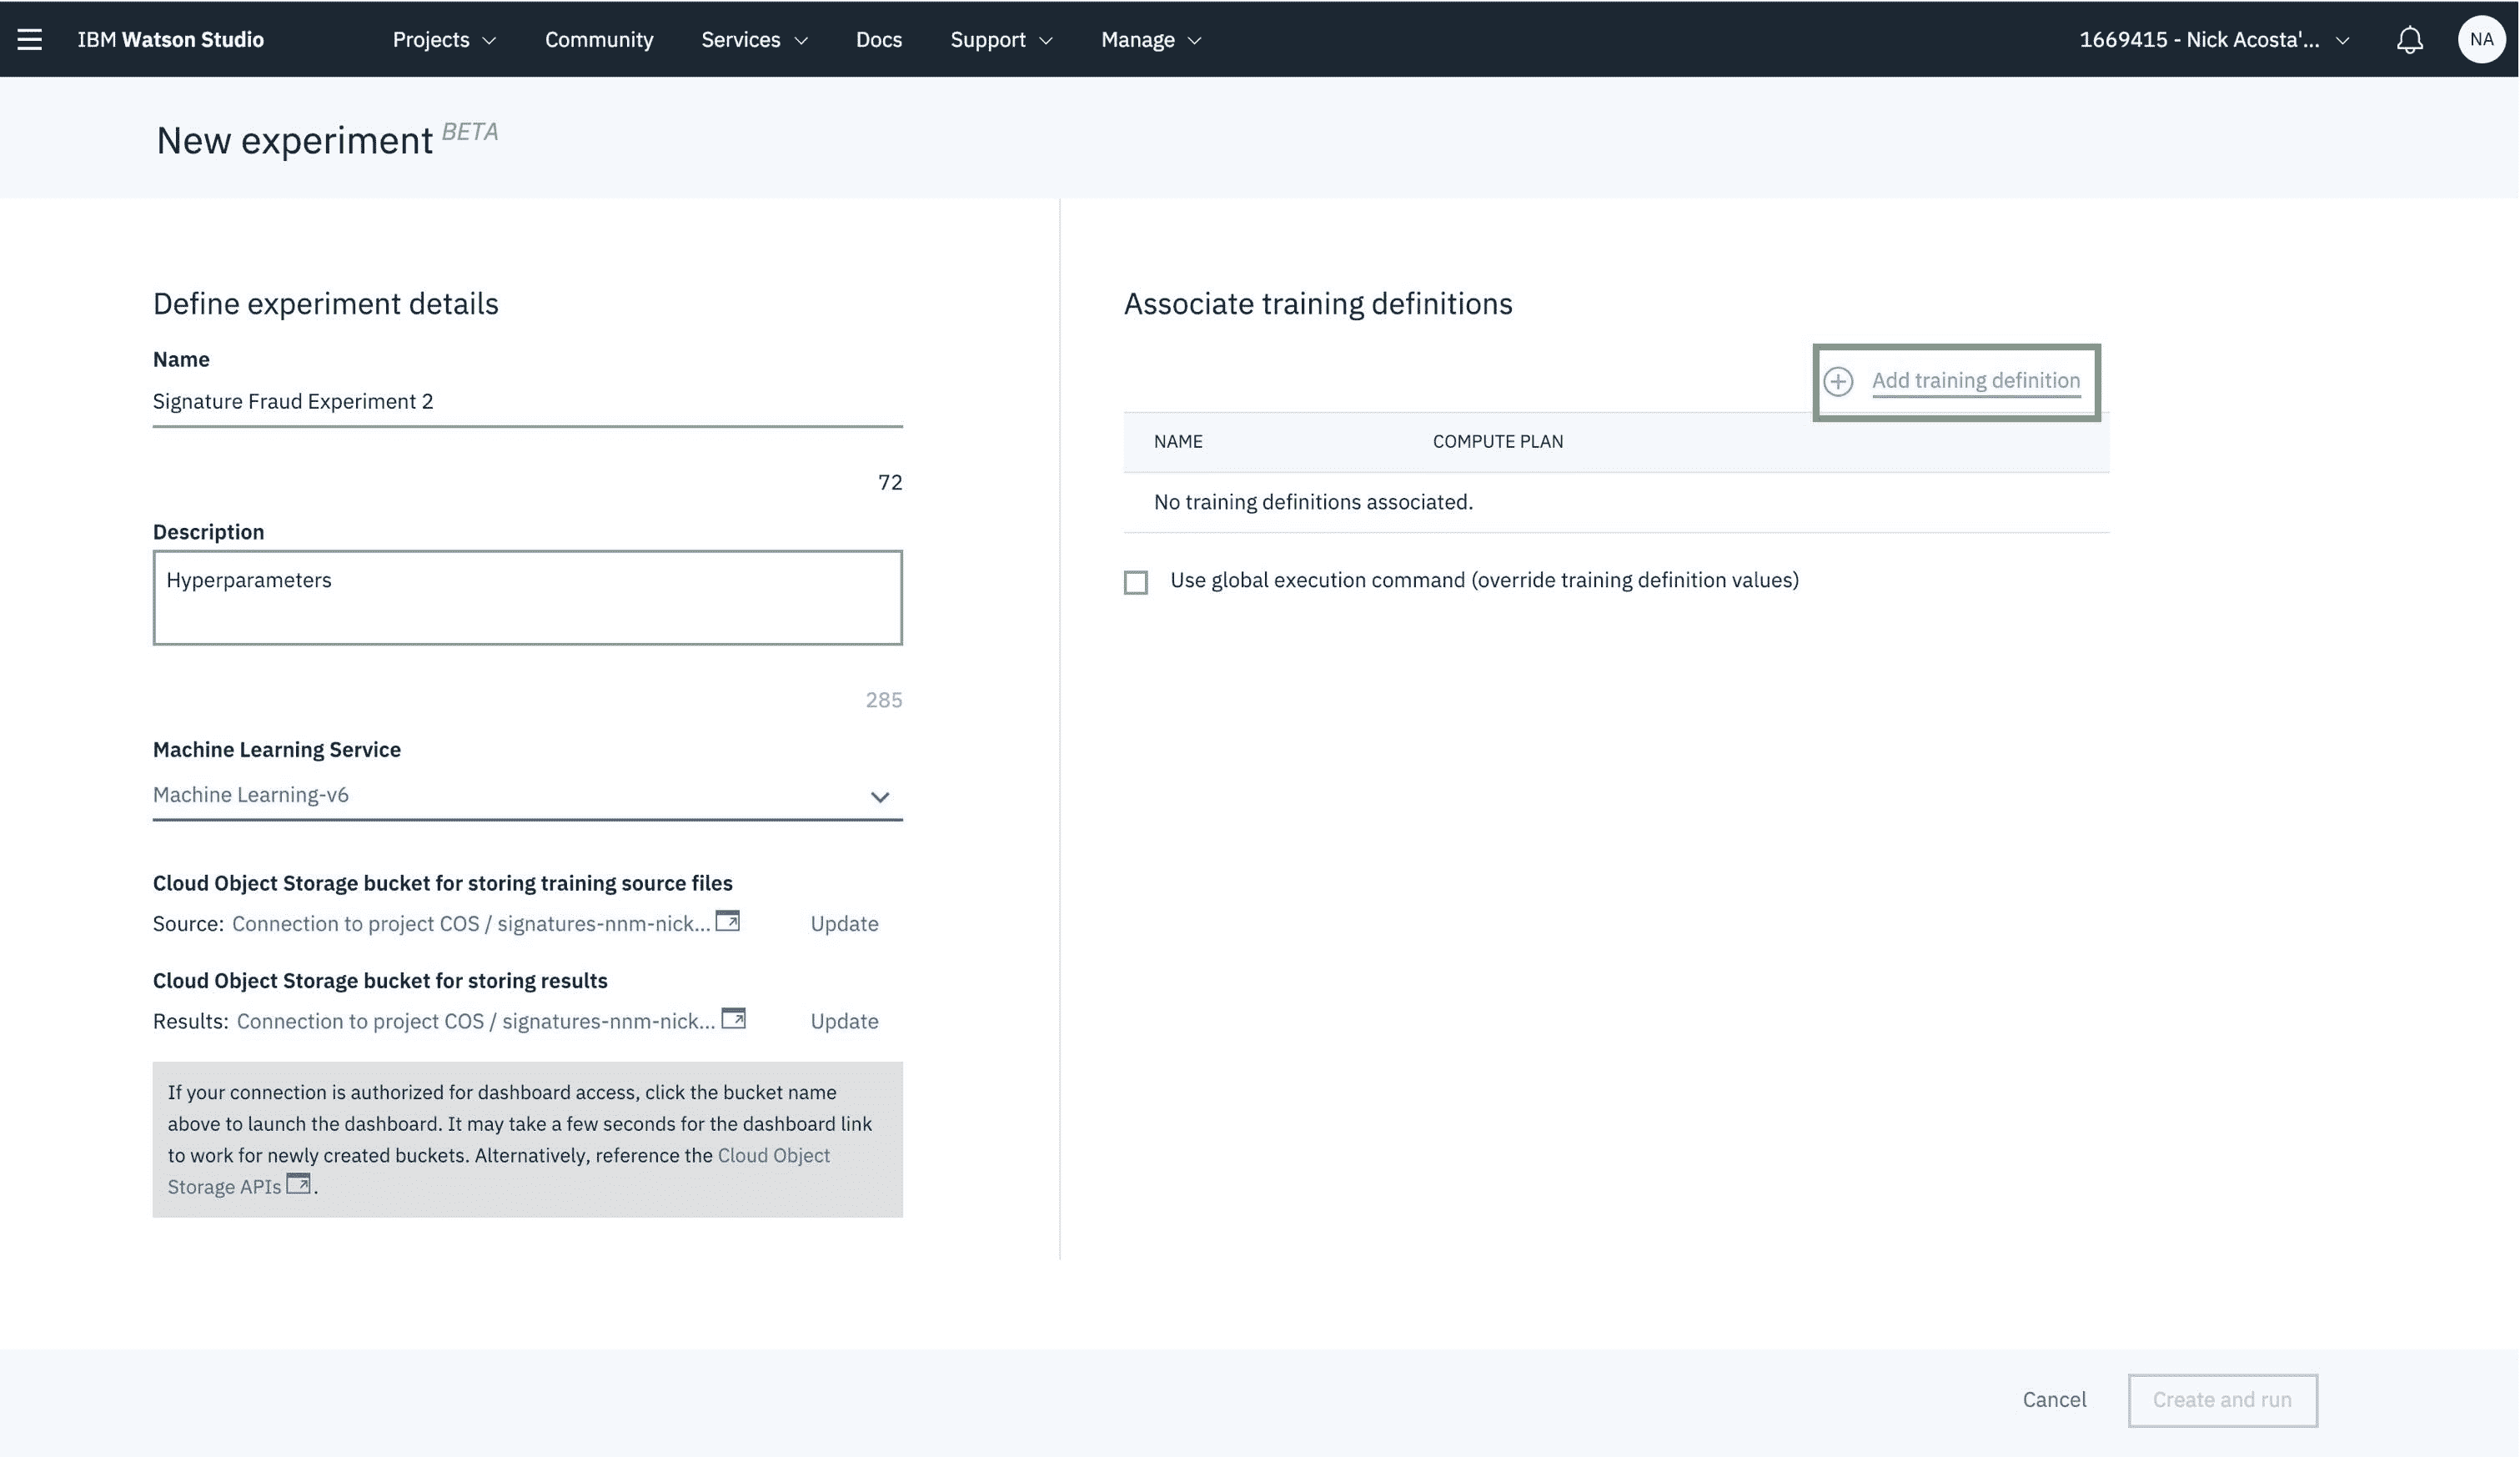 IBM Watson Studio Projects Community Services Docs Support Manage 1669415 - Nick Acosta'... NA
New experiment BETA
Define experiment details
Name
Signature Fraud Experiment 2
72
Description
Hyperparameters
285
Machine Learning Service
Machine Learning-v6
Cloud Object Storage bucket for storing training source files
Source: Connection to project COS / signatures-nnm-nick... Update
Cloud Object Storage bucket for storing results
Results: Connection to project COS / signatures-nnm-nick... Update
If your connection is authorized for dashboard access, click the bucket name
above to launch the dashboard. It may take a few seconds for the dashboard link
to work for newly created buckets. Alternatively, reference the Cloud Object
Storage APIs .
Associate training definitions
Add training definition
NAME COMPUTE PLAN
No training definitions associated.
Use global execution command (override training definition values)
Cancel Create and run